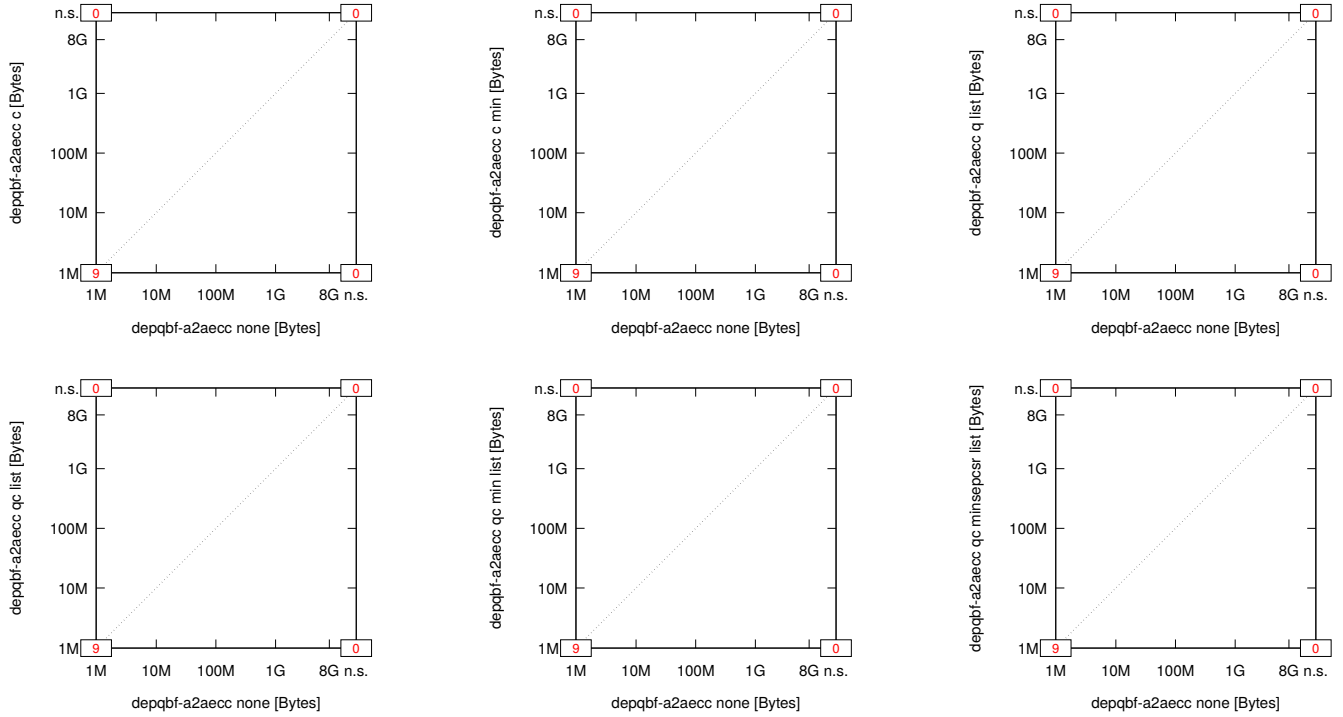 n.s. 0 0
8G
1G
100M
10M
1M 9 0
1M 10M 100M 1G 8G n.s.
depqbf-a2aecc c [Bytes]
depqbf-a2aecc none [Bytes]
n.s. 0 0
8G
1G
100M
10M
1M 9 0
1M 10M 100M 1G 8G n.s.
depqbf-a2aecc c min [Bytes]
depqbf-a2aecc none [Bytes]
n.s. 0 0
8G
1G
100M
10M
1M 9 0
1M 10M 100M 1G 8G n.s.
depqbf-a2aecc q list [Bytes]
depqbf-a2aecc none [Bytes]
n.s. 0 0
8G
1G
100M
10M
1M 9 0
1M 10M 100M 1G 8G n.s.
depqbf-a2aecc qc list [Bytes]
depqbf-a2aecc none [Bytes]
n.s. 0 0
8G
1G
100M
10M
1M 9 0
1M 10M 100M 1G 8G n.s.
depqbf-a2aecc qc min list [Bytes]
depqbf-a2aecc none [Bytes]
n.s. 0 0
8G
1G
100M
10M
1M 9 0
1M 10M 100M 1G 8G n.s.
depqbf-a2aecc qc minsepcsr list [Bytes]
depqbf-a2aecc none [Bytes]